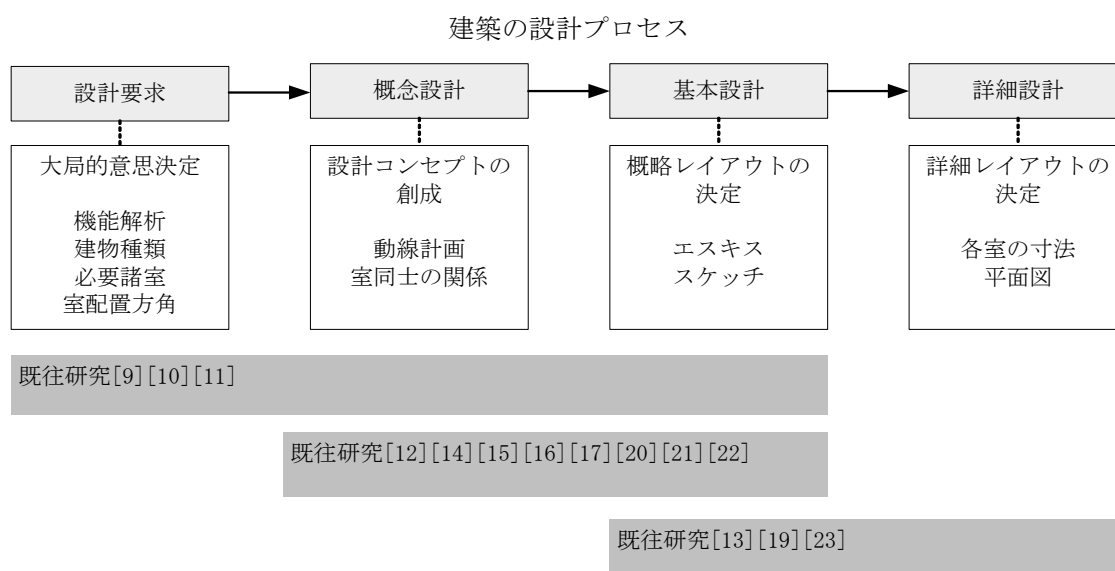 建築の設計プロセス
設計要求
概念設計
基本設計
詳細設計
大局的意思決定
機能解析
建物種類
必要諸室
室配置方角
設計コンセプトの
創成
動線計画
室同士の関係
概略レイアウトの
決定
エスキス
スケッチ
詳細レイアウトの
決定
各室の寸法
平面図
既往研究[9][10][11]
既往研究[12][14][15][16][17][20][21][22]
既往研究[13][19][23]